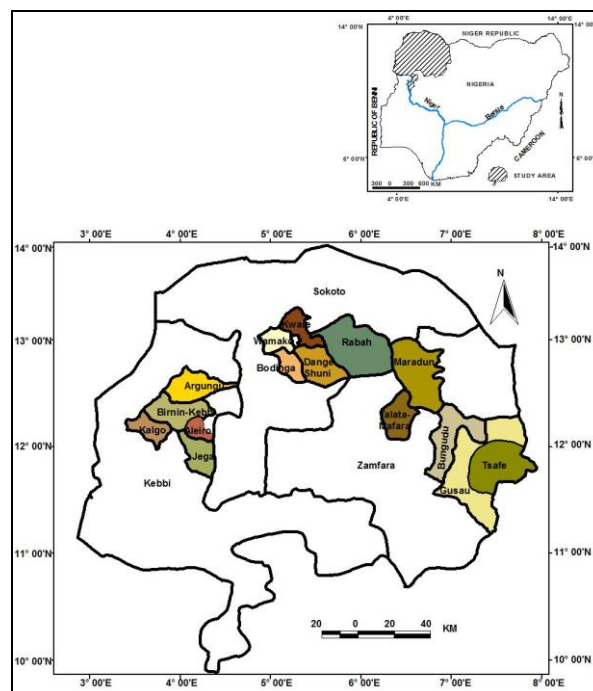 4° 00'E
14° 00'E
14° 00'N
14° 00'N
NIGER REPUBLIC
NIGERIA
REPUBLIC OF BENNI
Niger
Benue
N
CAMEROON
6° 00'N
6° 00'N
300 0 300 600 KM
STUDY AREA
4° 00'E
14° 00'E
3° 00'E 4° 00'E 5° 00'E 6° 00'E 7° 00'E 8° 00'E
14° 00'N
14° 00'N
N
Sokoto
Kware
13° 00'N
Wamako
Rabah
13° 00'N
Bodinga
Dange
Shuni
Maradun
Argungu
Birnin-Kebbi
Talata-
Mafara
Kalgo
Aleiro
12° 00'N
Bungudu
12° 00'N
Jega
Zamfara
Tsafe
Kebbi
Gusau
11° 00'N
11° 00'N
20 0 20 40
KM
10° 00'N
10° 00'N
3° 00'E 4° 00'E 5° 00'E 6° 00'E 7° 00'E 8° 00'E